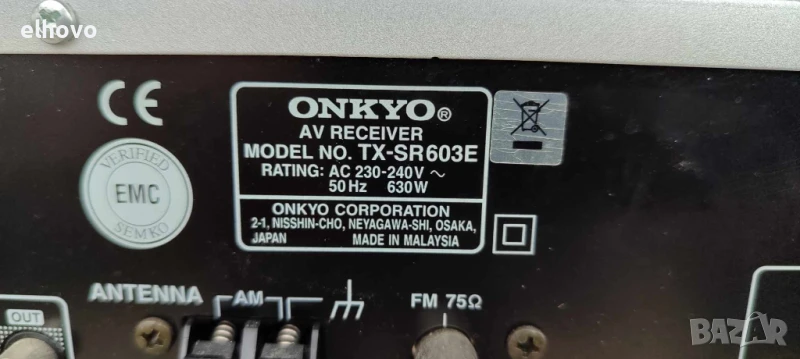 elhovo
CE
ONKYO®
AV RECEIVER
MODEL NO. TX-SR603E
RATING: AC 230-240V ~
50Hz 630W
ONKYO CORPORATION
2-1, NISSHIN-CHO, NEYAGAWA-SHI, OSAKA,
JAPAN MADE IN MALAYSIA
VERIFIED
EMC
SEMKO
ANTENNA
AM
FM 75Ω
OUT
BAZAR